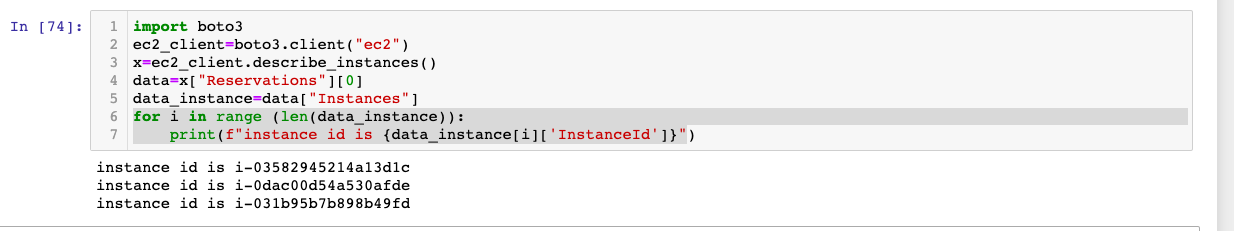 In [74]:
1 import boto3
2 ec2_client=boto3.client("ec2")
3 x=ec2_client.describe_instances()
4 data=x["Reservations"][0]
5 data_instance=data["Instances"]
6 for i in range (len(data_instance)):
7     print(f"instance id is {data_instance[i]['InstanceId']}")
instance id is i-03582945214a13d1c
instance id is i-0dac00d54a530afde
instance id is i-031b95b7b898b49fd